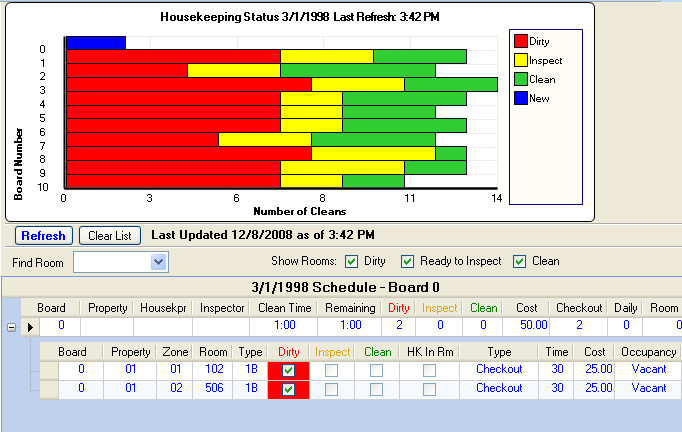 Housekeeping Status 3/1/1998 Last Refresh: 3:42 PM
Dirty
Inspect
Clean
New
Board Number
0
1
2
3
4
5
6
7
8
9
10
0 3 6 8 11 14
Number of Cleans
Refresh Clear List Last Updated 12/8/2008 as of 3:42 PM
Find Room Show Rooms: Dirty Ready to Inspect Clean
3/1/1998 Schedule - Board 0
Board Property Housekpr Inspector Clean Time Remaining Dirty Inspect Clean Cost Checkout Daily Room
0 1:00 1:00 2 0 0 50.00 2 0 0
Board Property Zone Room Type Dirty Inspect Clean HK In Rm Type Time Cost Occupancy
0 01 01 102 1B Checkout 30 25.00 Vacant
0 01 02 506 1B Checkout 30 25.00 Vacant